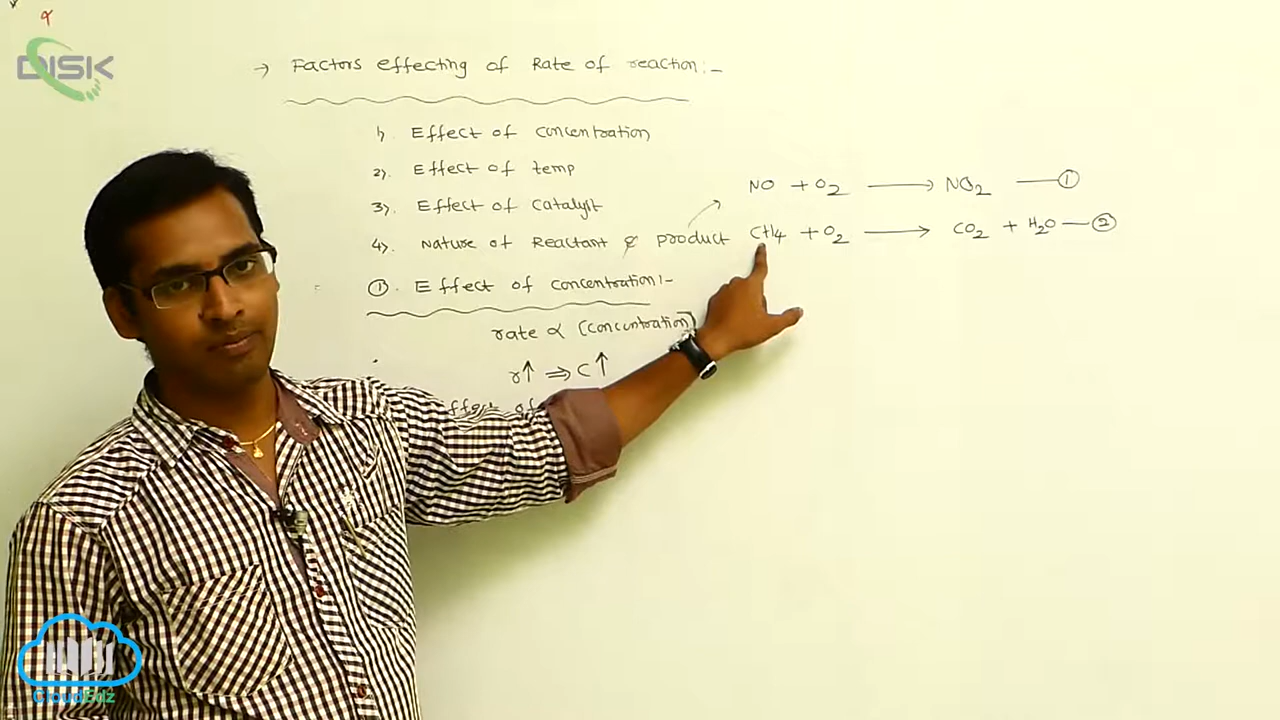 DISK
→ Factors effecting of Rate of reaction:-
1). Effect of concentration
2). Effect of temp
3). Effect of catalyst
4). Nature of Reactant & product
NO + O2 → NO2 — ①
CH4 + O2 → CO2 + H2O — ②
①. Effect of concentration:-
rate ∝ [concentration]
r↑ ⇒ C↑
Effect of
CloudEdz